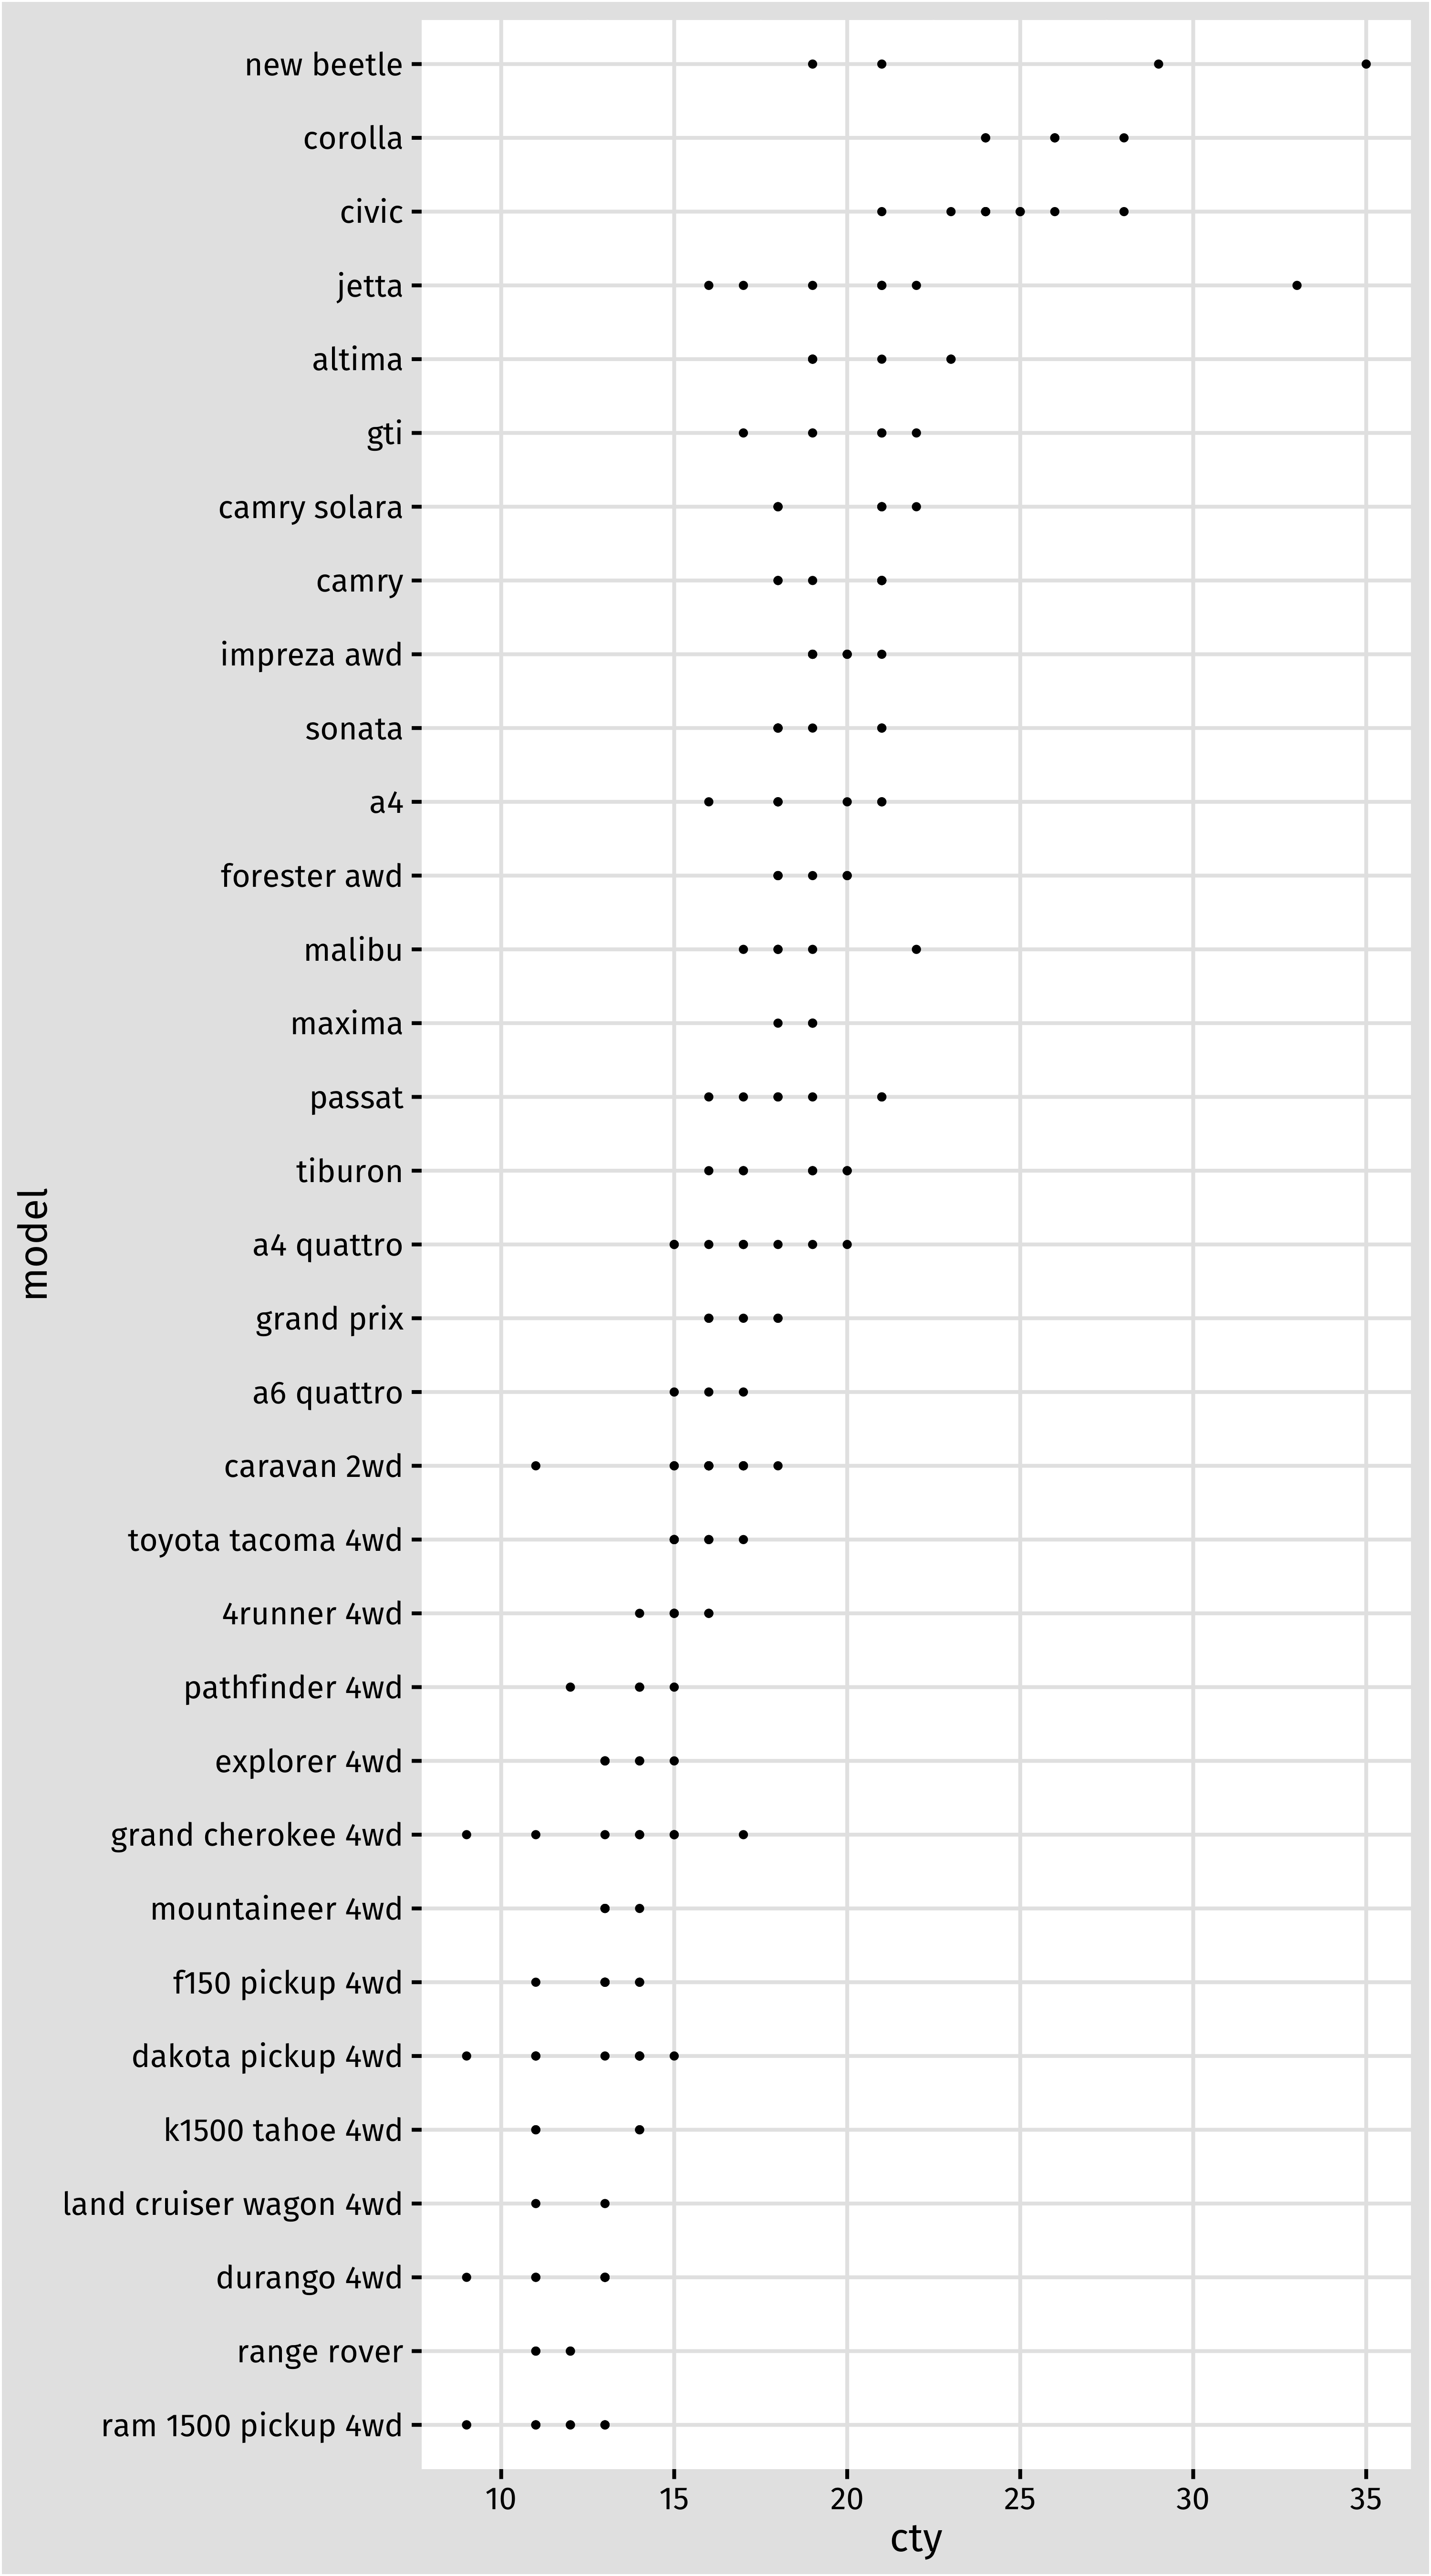 new beetle
corolla
civic
jetta
altima
gti
camry solara
camry
impreza awd
sonata
a4
forester awd
malibu
maxima
passat
tiburon
a4 quattro
grand prix
a6 quattro
caravan 2wd
toyota tacoma 4wd
4runner 4wd
pathfinder 4wd
explorer 4wd
grand cherokee 4wd
mountaineer 4wd
f150 pickup 4wd
dakota pickup 4wd
k1500 tahoe 4wd
land cruiser wagon 4wd
durango 4wd
range rover
ram 1500 pickup 4wd
model
10 15 20 25 30 35
cty